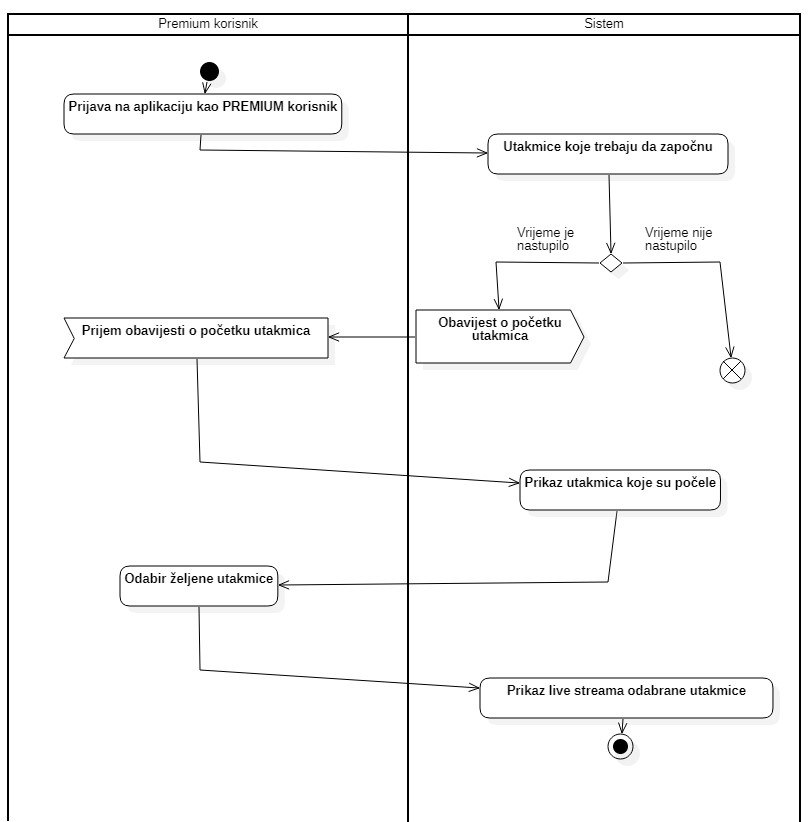 Premium korisnik
Sistem
Prijava na aplikaciju kao PREMIUM korisnik
Utakmice koje trebaju da započnu
Vrijeme je
nastupilo
Vrijeme nije
nastupilo
Obavijest o početku
utakmica
Prijem obavijesti o početku utakmica
Prikaz utakmica koje su počele
Odabir željene utakmice
Prikaz live streama odabrane utakmice